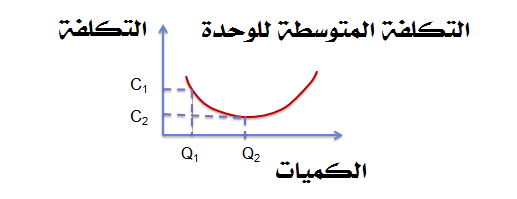 التكلفة المتوسطة للوحدة
التكلفة
C1
C2
Q1 Q2
الكميات